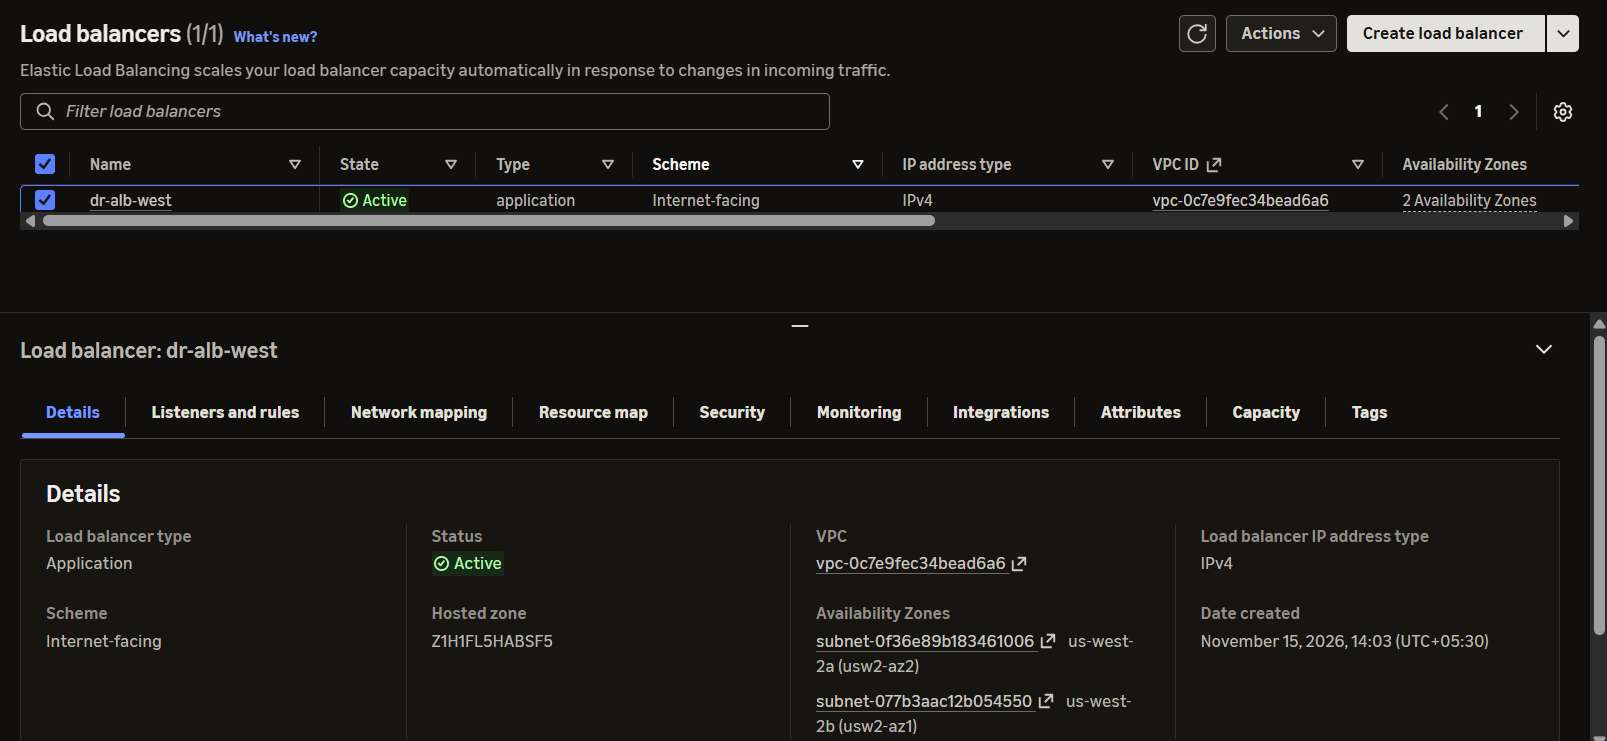 Load balancers (1/1) What's new?
Actions
Create load balancer
Elastic Load Balancing scales your load balancer capacity automatically in response to changes in incoming traffic.
Filter load balancers
1
Name State Type Scheme IP address type VPC ID Availability Zones
dr-alb-west Active application Internet-facing IPv4 vpc-0c7e9fec34bead6a6 2 Availability Zones
Load balancer: dr-alb-west
Details Listeners and rules Network mapping Resource map Security Monitoring Integrations Attributes Capacity Tags
Details
Load balancer type
Application
Scheme
Internet-facing
Status
Active
Hosted zone
Z1H1FL5HABSF5
VPC
vpc-0c7e9fec34bead6a6
Availability Zones
subnet-0f36e89b183461006 us-west-
2a (usw2-az2)
subnet-077b3aac12b054550 us-west-
2b (usw2-az1)
Load balancer IP address type
IPv4
Date created
November 15, 2026, 14:03 (UTC+05:30)